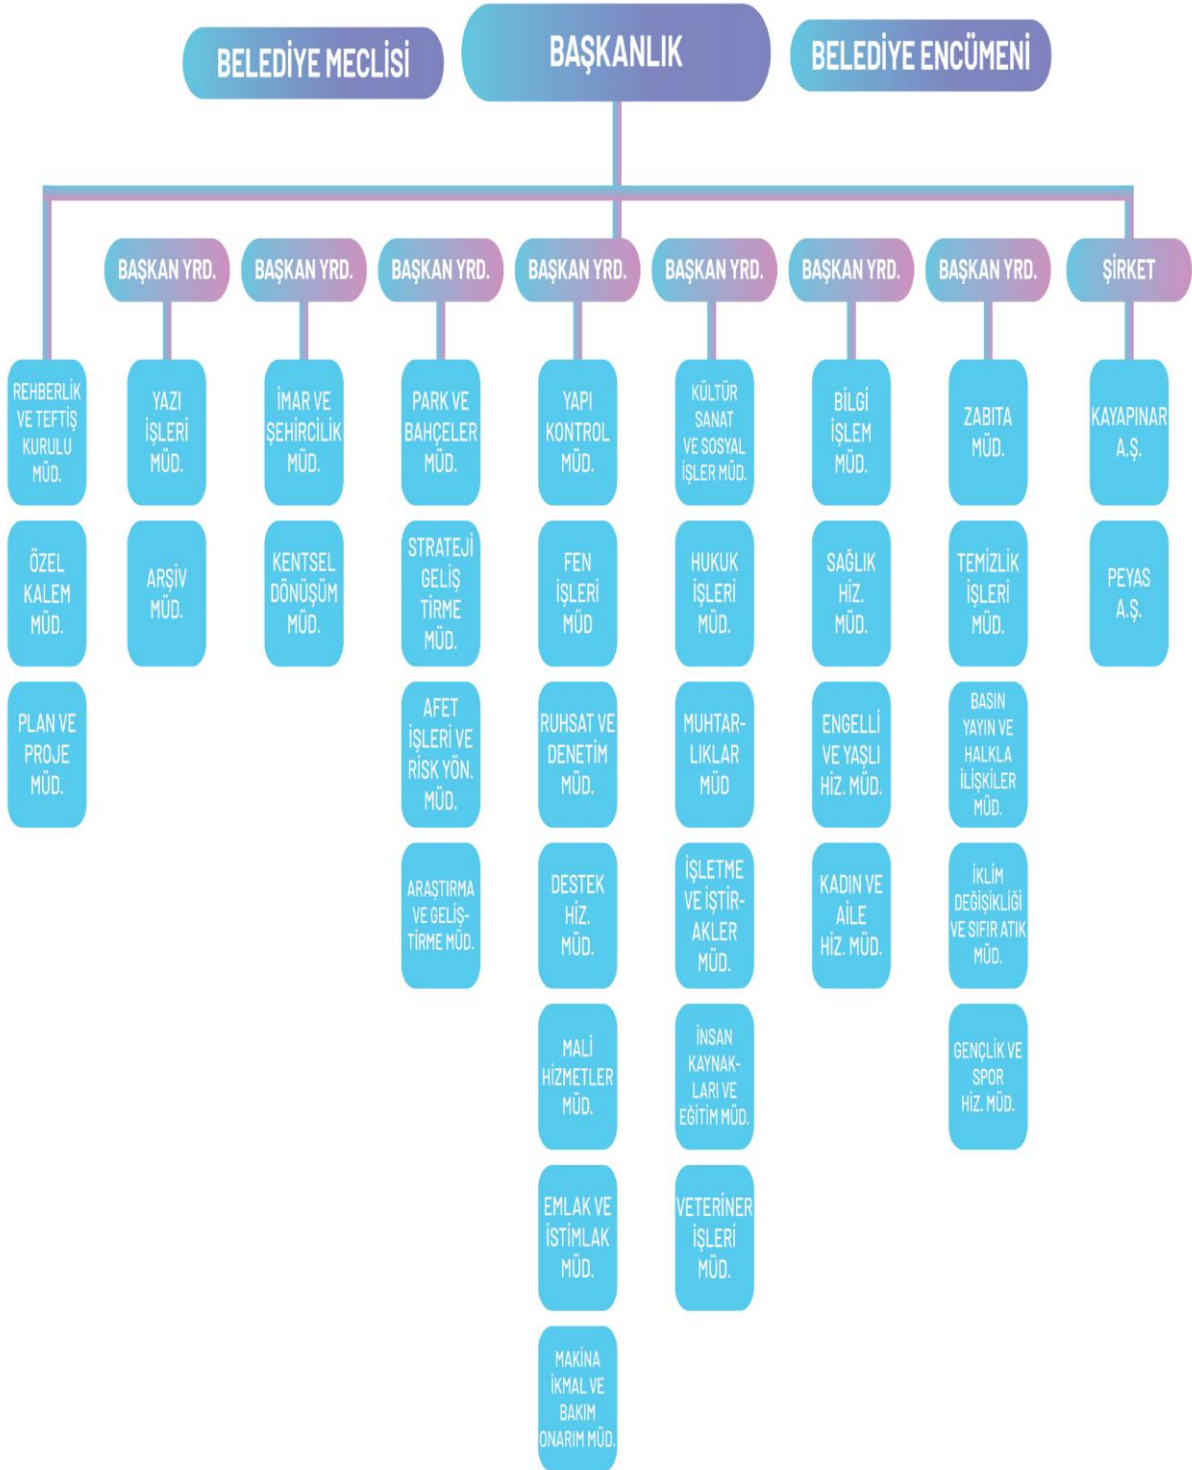 BELEDİYE MECLİSİ
BAŞKANLIK
BELEDİYE ENCÜMENİ
BAŞKAN YRD.
BAŞKAN YRD.
BAŞKAN YRD.
BAŞKAN YRD.
BAŞKAN YRD.
BAŞKAN YRD.
BAŞKAN YRD.
ŞİRKET
REHBERLİK
VE TEFTİŞ
KURULU
MÜD.
ÖZEL
KALEM
MÜD.
PLAN VE
PROJE
MÜD.
YAZI
İŞLERİ
MÜD.
ARŞİV
MÜD.
İMAR VE
ŞEHİRCİLİK
MÜD.
KENTSEL
DÖNÜŞÜM
MÜD.
PARK VE
BAHÇELER
MÜD.
STRATEJİ
GELİŞ
TİRME
MÜD.
AFET
İŞLERİ VE
RİSK YÖN.
MÜD.
ARAŞTIRMA
VE GELİŞ-
TİRME MÜD.
YAPI
KONTROL
MÜD.
FEN
İŞLERİ
MÜD
RUHSAT VE
DENETİM
MÜD.
DESTEK
HİZ.
MÜD.
MALİ
HİZMETLER
MÜD.
EMLAK VE
İSTİMLAK
MÜD.
MAKİNA
İKMAL VE
BAKIM
ONARIM MÜD.
KÜLTÜR
SANAT
VE SOSYAL
İŞLER MÜD.
HUKUK
İŞLERİ
MÜD.
MUHTAR-
LIKLAR
MÜD
İŞLETME
VE İŞTİR-
AKLER
MÜD.
İNSAN
KAYNAK-
LARI VE
EĞİTİM MÜD.
VETERİNER
İŞLERİ
MÜD.
BİLGİ
İŞLEM
MÜD.
SAĞLIK
HİZ.
MÜD.
ENGELLİ
VE YAŞLI
HİZ. MÜD.
KADIN VE
AİLE
HİZ. MÜD.
ZABITA
MÜD.
TEMİZLİK
İŞLERİ
MÜD.
BASIN
YAYIN VE
HALKLA
İLİŞKİLER
MÜD.
İKLİM
DEĞİŞİKLİĞİ
VE SIFIR ATIK
MÜD.
GENÇLİK VE
SPOR
HİZ. MÜD.
KAYAPINAR
A.Ş.
PEYAS
A.Ş.